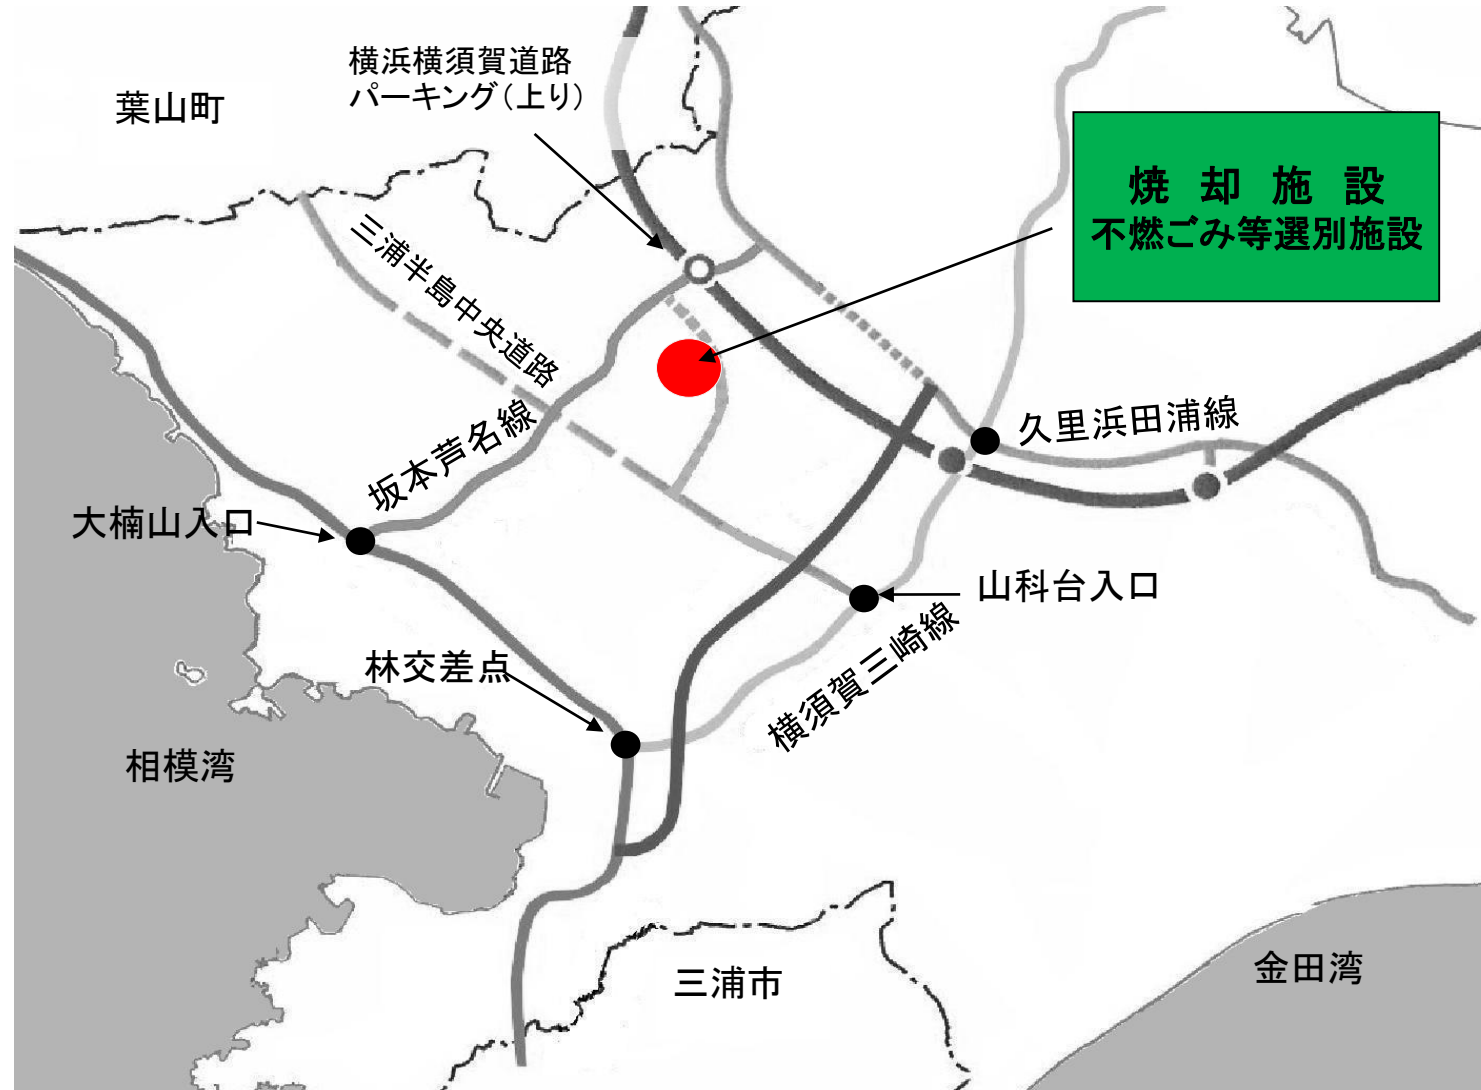 横浜横須賀道路
パーキング（上り）
葉山町
焼却施設
不燃ごみ等選別施設
三浦半島中央道路
坂本芦名線
久里浜田浦線
大楠山入口
山科台入口
林交差点
横須賀三崎線
相模湾
三浦市
金田湾